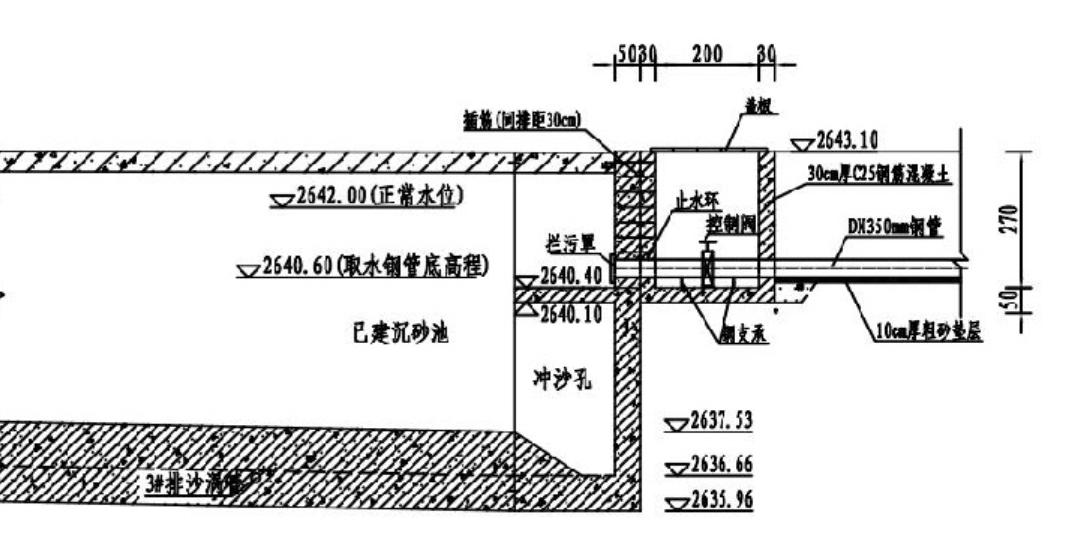 50 30 200 30
盖板
插筋(间排距30cm)
2643.10
30cm厚C25钢筋混凝土
2642.00(正常水位)
止水环
控制阀
270
DN350mm钢管
拦污罩
2640.60(取水钢管底高程)
2640.40
50
2640.10
已建沉砂池
钢支承
10cm厚粗砂垫层
冲沙孔
2637.53
2636.66
3#排沙涡管
2635.96